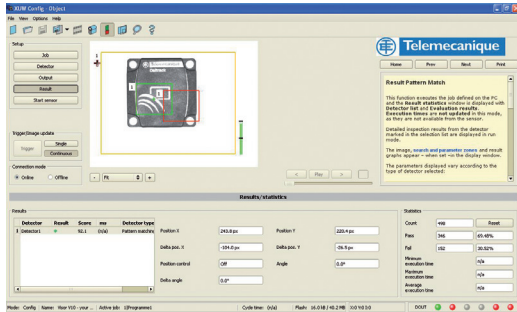 XUW Config - Object
File View Options Help
Setup
Job
Detector
Output
Result
Start sensor
Trigger/Image update
Trigger
Single
Continuous
Connection mode
Online
Offline
1
1
1
- Fit +
Play
Telemecanique
Home Prev Next Print
Result Pattern Match
This function executes the job defined on the PC
and the Result statistics window is displayed with
Detector list and Evaluation results.
Execution times are not updated in this mode,
as they are not available from the sensor.
Detailed inspection results from the detector
marked in the selection list are displayed in run
mode.
The image, search and parameter zones and result
graphs appear – when set -in the display window.
The parameters displayed vary according to the
type of detector selected:
Results/statistics
Results
Detector Result Score ms Detector type
1 Detector1 92.1 (n/a) Pattern matching
Position X 243.8 px Position Y 220.4 px
Delta pos. X -104.0 px Delta pos. Y -36.9 px
Position control Off Angle 0.0°
Delta angle 0.0°
Statistics
Count 498 Reset
Pass 346 69.48%
Fail 152 30.52%
Minimum
execution time n/a
Maximum
execution time n/a
Average
execution time n/a
Mode: Config Name: Active job: 1(Programme) Code time: (n/a) Flash: DOUT